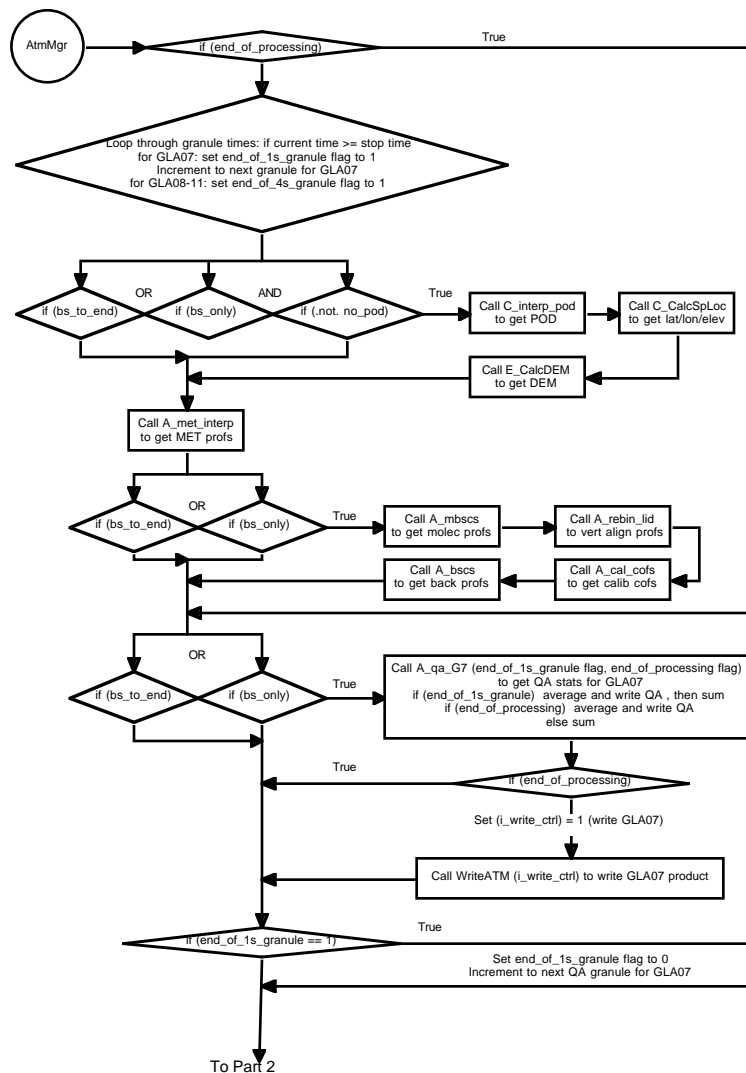 AtmMgr
if (end_of_processing)
True
Loop through granule times: if current time >= stop time
for GLA07: set end_of_1s_granule flag to 1
Increment to next granule for GLA07
for GLA08-11: set end_of_4s_granule flag to 1
if (bs_to_end)
OR
if (bs_only)
AND
if (.not. no_pod)
True
Call C_interp_pod
to get POD
Call C_CalcSpLoc
to get lat/lon/elev
Call E_CalcDEM
to get DEM
Call A_met_interp
to get MET profs
if (bs_to_end)
OR
if (bs_only)
True
Call A_mbscs
to get molec profs
Call A_rebin_lid
to vert align profs
Call A_bscs
to get back profs
Call A_cal_cofs
to get calib cofs
if (bs_to_end)
OR
if (bs_only)
True
Call A_qa_G7 (end_of_1s_granule flag, end_of_processing flag)
to get QA stats for GLA07
if (end_of_1s_granule)  average and write QA , then sum
if (end_of_processing)  average and write QA
else sum
True
if (end_of_processing)
Set (i_write_ctrl) = 1 (write GLA07)
Call WriteATM (i_write_ctrl) to write GLA07 product
if (end_of_1s_granule == 1)
True
Set end_of_1s_granule flag to 0
Increment to next QA granule for GLA07
To Part 2